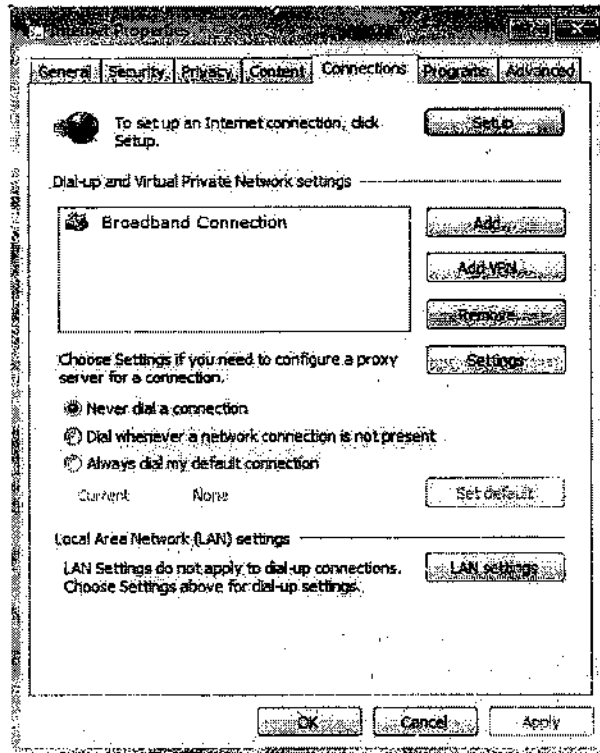 Internet Properties
General Security Privacy Content Connections Programs Advanced
To set up an Internet connection, click
Setup.
Setup
Dial-up and Virtual Private Network settings
Broadband Connection
Add...
Add VPN...
Remove...
Choose Settings if you need to configure a proxy
server for a connection.
Settings
Never dial a connection
Dial whenever a network connection is not present
Always dial my default connection
Current None
Set default
Local Area Network (LAN) settings
LAN Settings do not apply to dial-up connections.
Choose Settings above for dial-up settings.
LAN settings
OK Cancel Apply